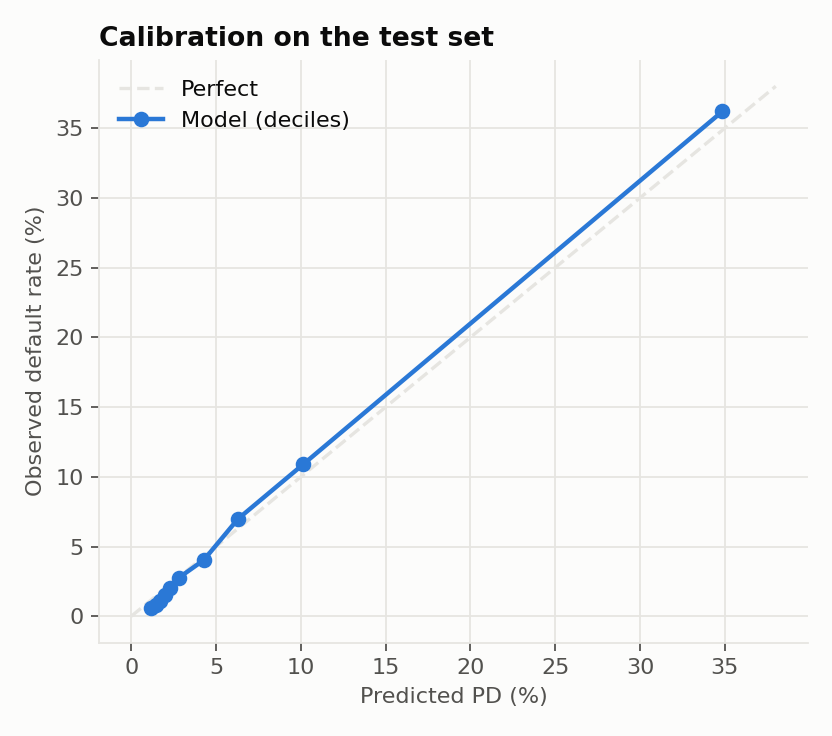 Calibration on the test set
Perfect
Model (deciles)
Observed default rate (%)
35
30
25
20
15
10
5
0
0 5 10 15 20 25 30 35
Predicted PD (%)